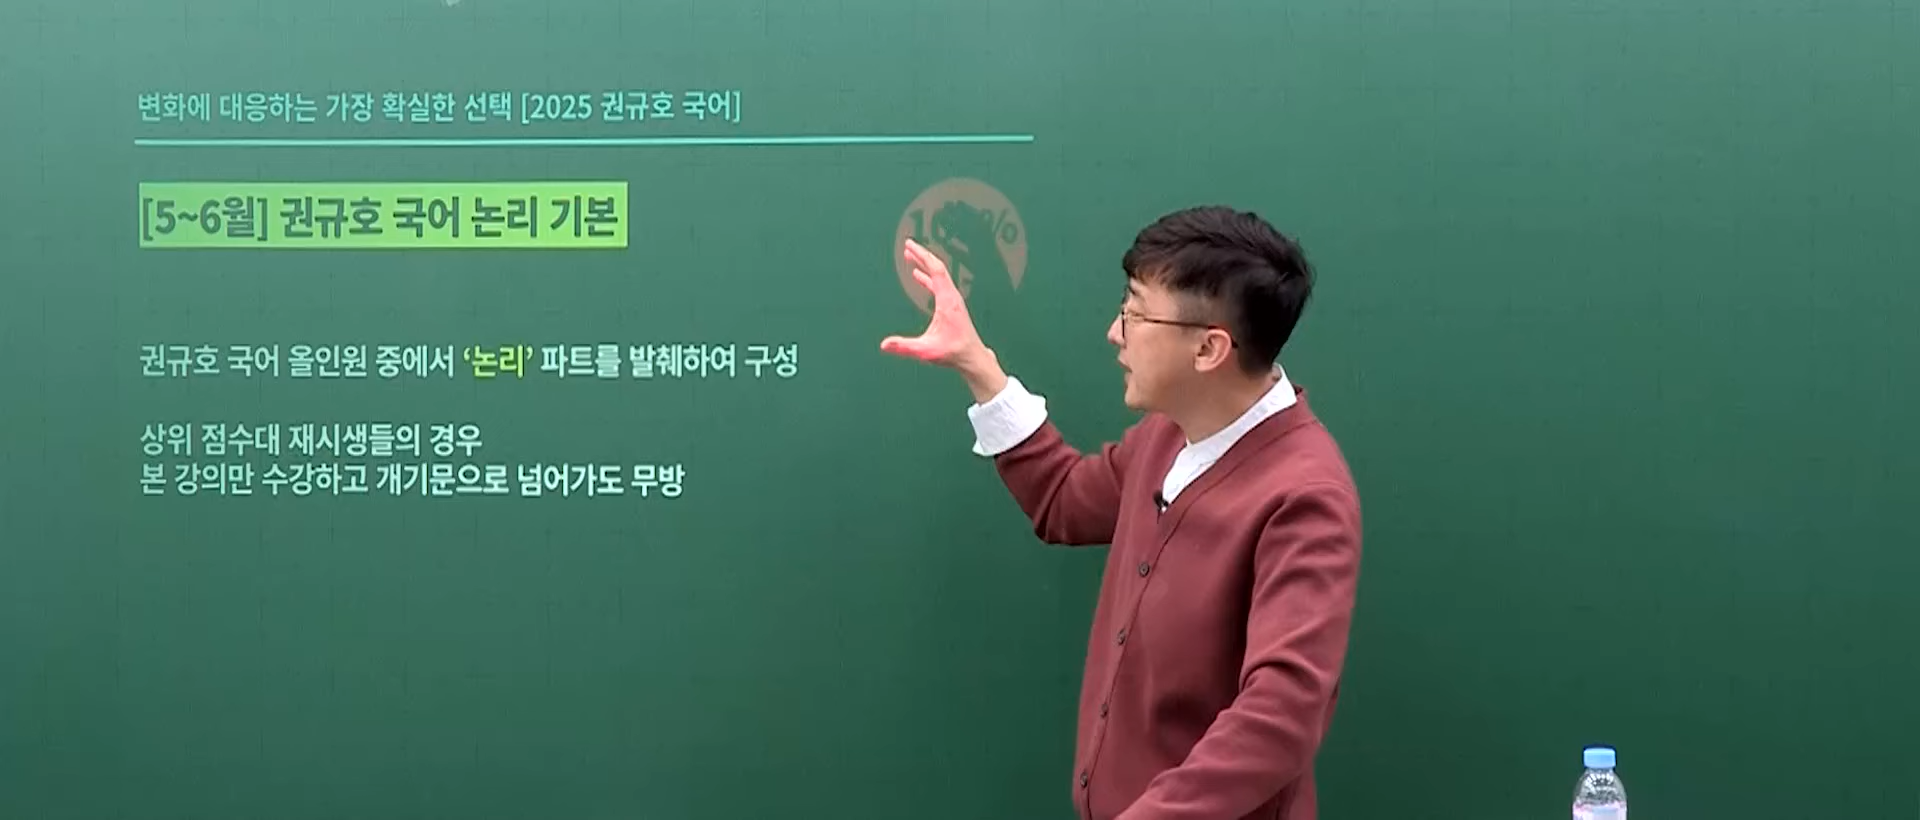 변화에 대응하는 가장 확실한 선택 [2025 권규호 국어]
[5~6월] 권규호 국어 논리 기본
권규호 국어 올인원 중에서 ‘논리’ 파트를 발췌하여 구성
상위 점수대 재시생들의 경우
본 강의만 수강하고 개기문으로 넘어가도 무방